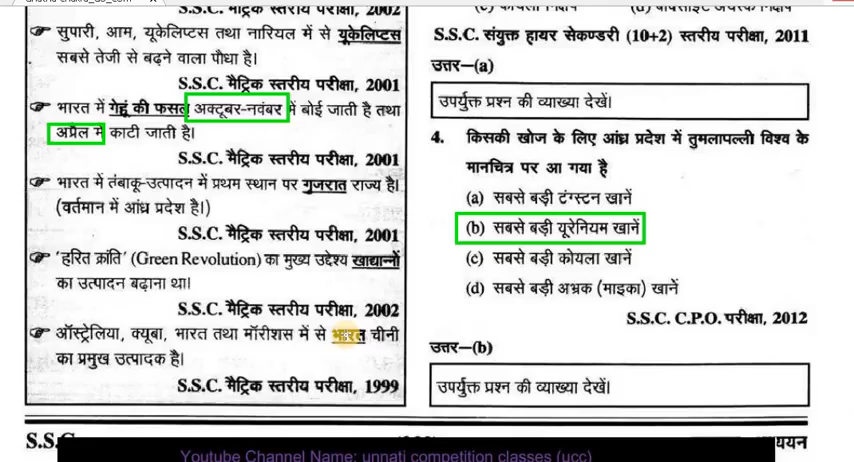 S.S.C. मैट्रिक स्तरीय परीक्षा, 2002
☞ सुपारी, आम, यूकेलिप्टस तथा नारियल में से यूकेलिप्टस
सबसे तेजी से बढ़ने वाला पौधा है।
S.S.C. मैट्रिक स्तरीय परीक्षा, 2001
☞ भारत में गेहूं की फसल अक्टूबर-नवंबर में बोई जाती है तथा
अप्रैल में काटी जाती है।
S.S.C. मैट्रिक स्तरीय परीक्षा, 2001
☞ भारत में तंबाकू-उत्पादन में प्रथम स्थान पर गुजरात राज्य है।
(वर्तमान में आंध्र प्रदेश है।)
S.S.C. मैट्रिक स्तरीय परीक्षा, 2001
☞ 'हरित क्रांति' (Green Revolution) का मुख्य उद्देश्य खाद्यान्नों
का उत्पादन बढ़ाना था।
S.S.C. मैट्रिक स्तरीय परीक्षा, 2002
☞ ऑस्ट्रेलिया, क्यूबा, भारत तथा मॉरीशस में से भारत चीनी
का प्रमुख उत्पादक है।
S.S.C. मैट्रिक स्तरीय परीक्षा, 1999
S.S.C. संयुक्त हायर सेकण्डरी (10+2) स्तरीय परीक्षा, 2011
उत्तर—(a)
उपर्युक्त प्रश्न की व्याख्या देखें।
4. किसकी खोज के लिए आंध्र प्रदेश में तुमलापल्ली विश्व के
मानचित्र पर आ गया है
(a) सबसे बड़ी टंग्स्टन खानें
(b) सबसे बड़ी यूरेनियम खानें
(c) सबसे बड़ी कोयला खानें
(d) सबसे बड़ी अभ्रक (माइका) खानें
S.S.C. C.P.O. परीक्षा, 2012
उत्तर—(b)
उपर्युक्त प्रश्न की व्याख्या देखें।
Youtube Channel Name: unnati competition classes (ucc)